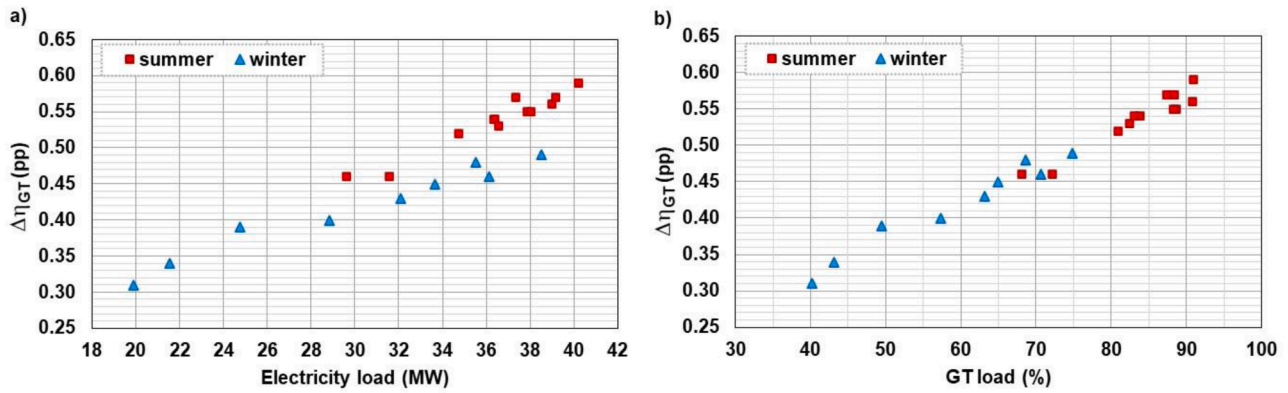 a)
0.65
0.60
0.55
0.50
0.45
0.40
0.35
0.30
0.25
ΔηGT (pp)
summer winter
18 20 22 24 26 28 30 32 34 36 38 40 42
Electricity load (MW)
b)
0.65
0.60
0.55
0.50
0.45
0.40
0.35
0.30
0.25
ΔηGT (pp)
summer winter
30 40 50 60 70 80 90 100
GT load (%)